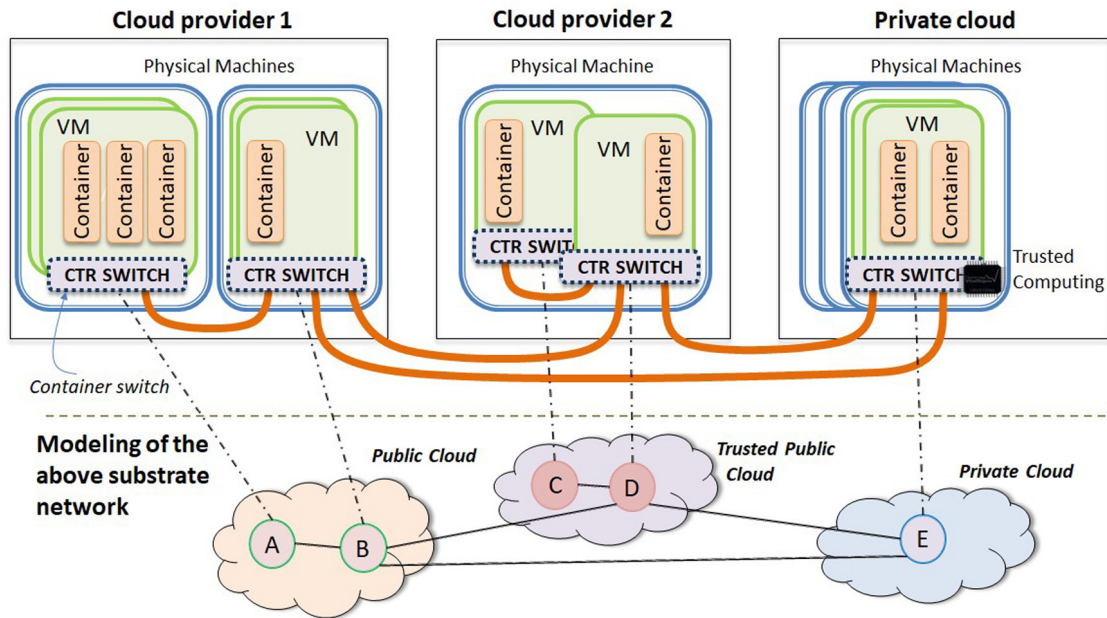 Cloud provider 1
Cloud provider 2
Private cloud
Physical Machines
Physical Machine
Physical Machines
VM
Container
Container
Container
CTR SWITCH
VM
Container
CTR SWITCH
VM
Container
CTR SWITC
VM
Container
CTR SWITCH
VM
Container
Container
CTR SWITCH
Trusted
Computing
Container switch
Modeling of the
above substrate
network
Public Cloud
Trusted Public
Cloud
Private Cloud
A
B
C
D
E